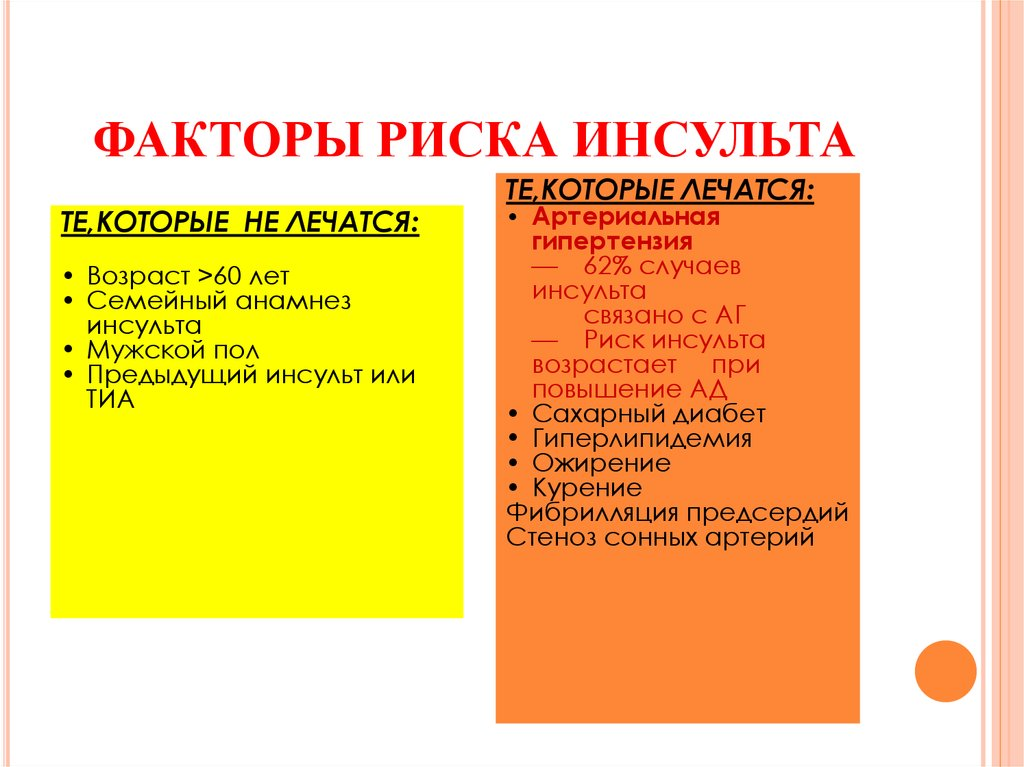 ФАКТОРЫ РИСКА ИНСУЛЬТА
ТЕ,КОТОРЫЕ НЕ ЛЕЧАТСЯ:
• Возраст >60 лет
• Семейный анамнез
инсульта
• Мужской пол
• Предыдущий инсульт или
ТИА
ТЕ,КОТОРЫЕ ЛЕЧАТСЯ:
• Артериальная
гипертензия
— 62% случаев
инсульта
связано с АГ
— Риск инсульта
возрастает при
повышение АД
• Сахарный диабет
• Гиперлипидемия
• Ожирение
• Курение
Фибрилляция предсердий
Стеноз сонных артерий